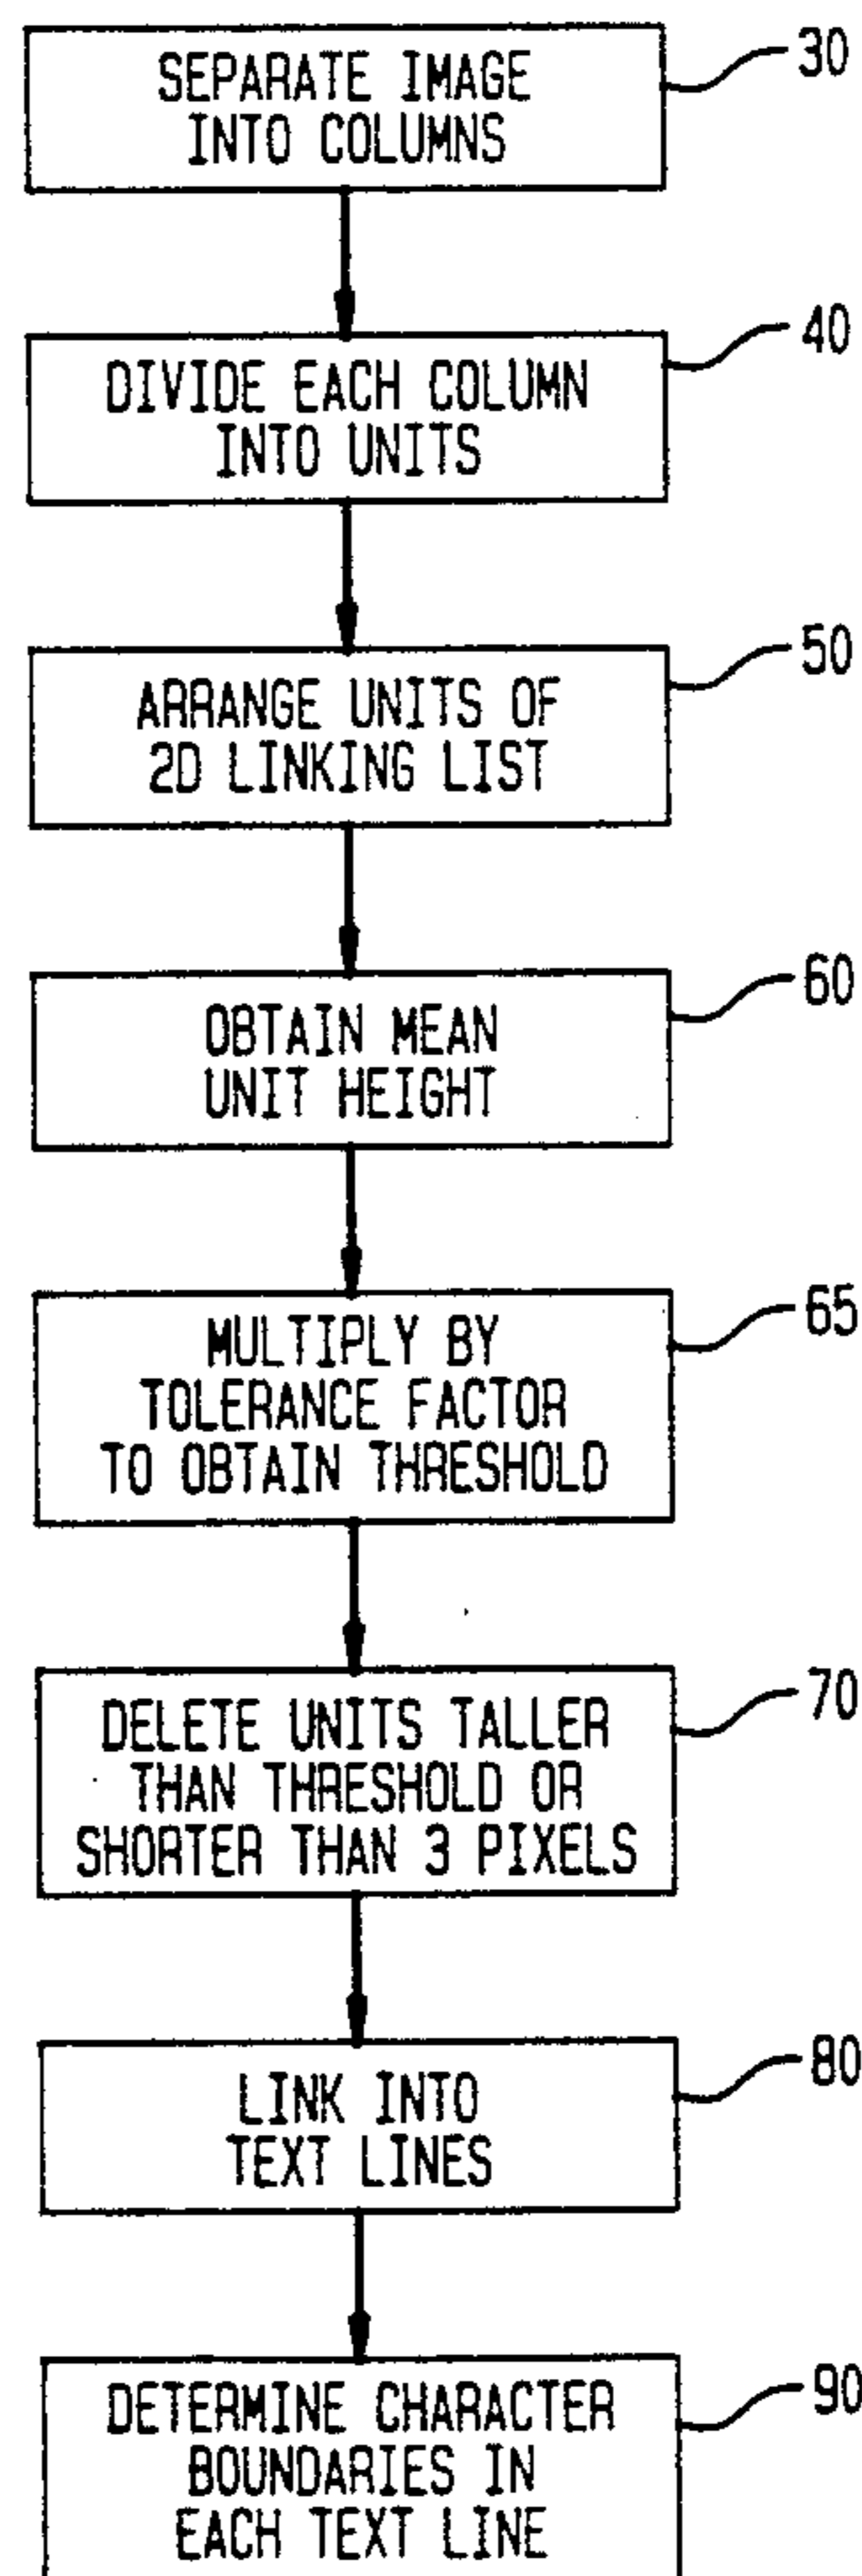 SEPARATE IMAGE
INTO COLUMNS
30
DIVIDE EACH COLUMN
INTO UNITS
40
ARRANGE UNITS OF
2D LINKING LIST
50
OBTAIN MEAN
UNIT HEIGHT
60
MULTIPLY BY
TOLERANCE FACTOR
TO OBTAIN THRESHOLD
65
DELETE UNITS TALLER
THAN THRESHOLD OR
SHORTER THAN 3 PIXELS
70
LINK INTO
TEXT LINES
80
DETERMINE CHARACTER
BOUNDARIES IN
EACH TEXT LINE
90